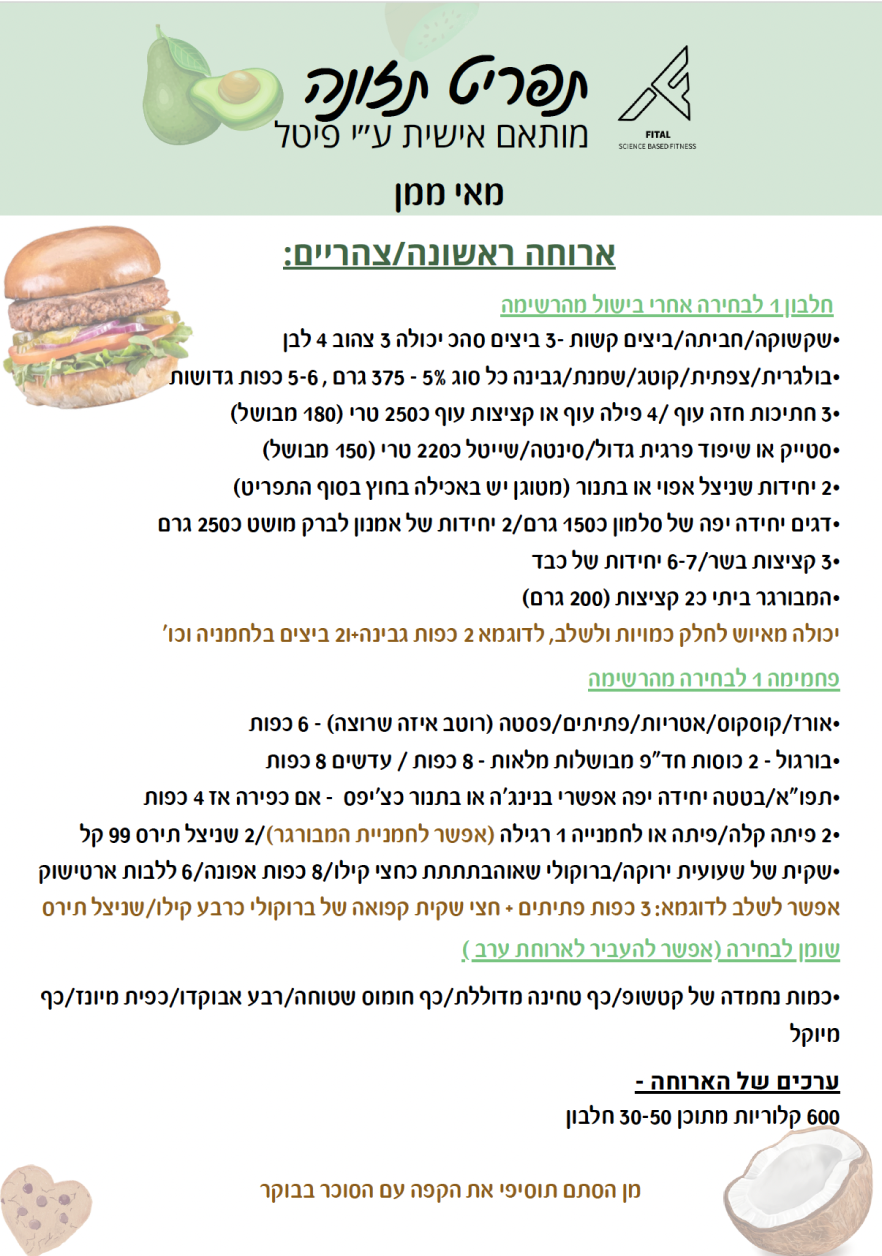 תפריט תזונה
מותאם אישית ע"י פיטל
FITAL
SCIENCE BASED FITNESS
מאי ממן
ארוחה ראשונה/צהריים:
חלבון 1 לבחירה אחרי בישול מהרשימה
•שקשוקה/חביתה/ביצים קשות -3 ביצים סהכ יכולה 3 צהוב 4 לבן
•בולגרית/צפתית/קוטג/שמנת/גבינה כל סוג 5% - 375 גרם , 5-6 כפות גדושות
•3 חתיכות חזה עוף /4 פילה עוף או קציצות עוף כ250 טרי (180 מבושל)
•סטייק או שיפוד פרגית גדול/סינטה/שייטל כ220 טרי (150 מבושל)
•2 יחידות שניצל אפוי או בתנור (מטוגן יש באכילה בחוץ בסוף התפריט)
•דגים יחידה יפה של סלמון כ150 גרם/2 יחידות של אמנון לברק מושט כ250 גרם
•3 קציצות בשר/6-7 יחידות של כבד
•המבורגר ביתי כ2 קציצות (200 גרם)
יכולה מאיוש לחלק כמויות ולשלב, לדוגמא 2 כפות גבינה+ו2 ביצים בלחמניה וכו'
פחמימה 1 לבחירה מהרשימה
•אורז/קוסקוס/אטריות/פתיתים/פסטה (רוטב איזה שרוצה) - 6 כפות
•בורגול - 2 כוסות חד"פ מבושלות מלאות - 8 כפות / עדשים 8 כפות
•תפו"א/בטטה יחידה יפה אפשרי בנינג'ה או בתנור כצ'יפס - אם כפירה אז 4 כפות
•2 פיתה קלה/פיתה או לחמנייה 1 רגילה (אפשר לחמניית המבורגר)/2 שניצל תירס 99 קל
•שקית של שעועית ירוקה/ברוקולי שאוהבתתתת כחצי קילו/8 כפות אפונה/6 ללבות ארטישוק
אפשר לשלב לדוגמא: 3 כפות פתיתים + חצי שקית קפואה של ברוקולי כרבע קילו/שניצל תירס
שומן לבחירה (אפשר להעביר לארוחת ערב )
•כמות נחמדה של קטשופ/כף טחינה מדוללת/כף חומוס שטוחה/רבע אבוקדו/כפית מיונז/כף
מיוקל
ערכים של הארוחה -
600 קלוריות מתוכן 30-50 חלבון
מן הסתם תוסיפי את הקפה עם הסוכר בבוקר